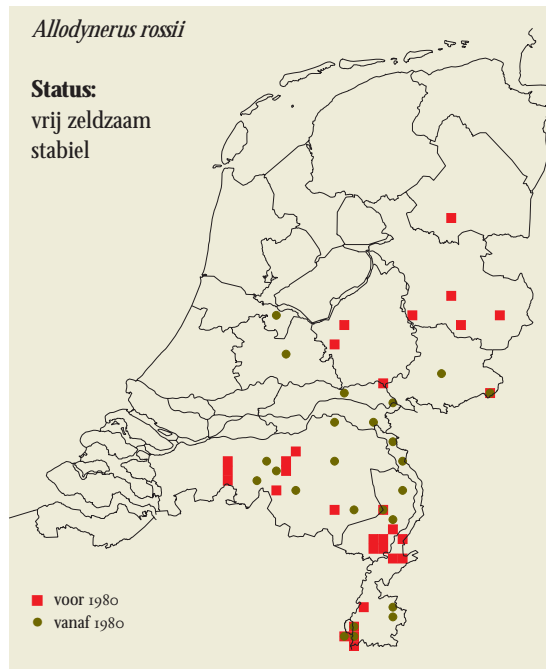 Allodynerus rossii
Status:
vrij zeldzaam
stabiel
voor 1980
vanaf 1980